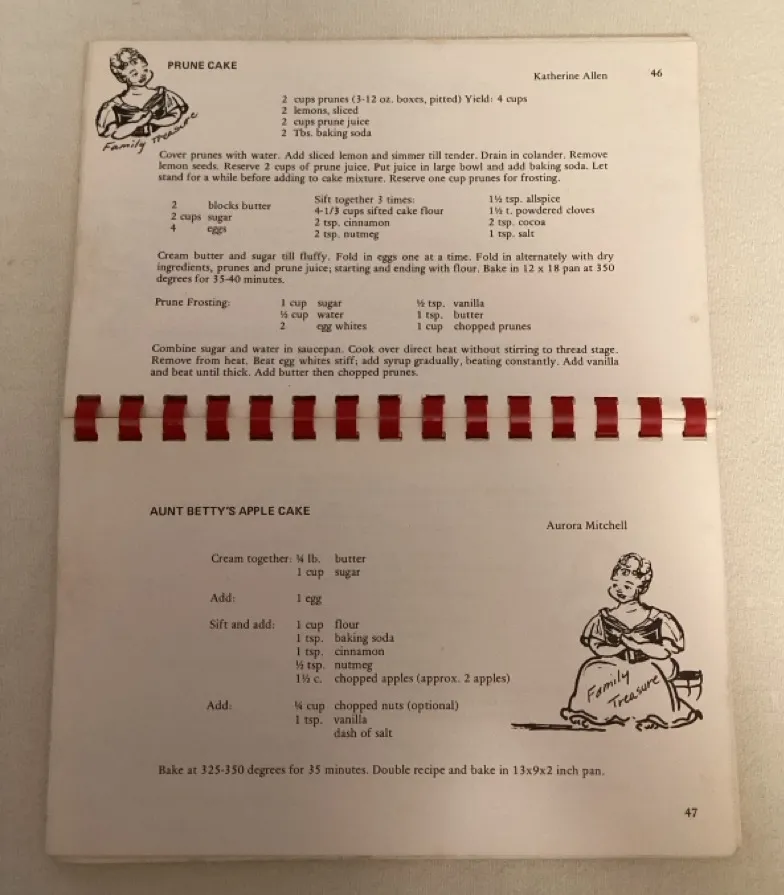 PRUNE CAKE
Katherine Allen 46
Family Treasure
2 cups prunes (3-12 oz. boxes, pitted) Yield: 4 cups
2 lemons, sliced
2 cups prune juice
2 Tbs. baking soda
Cover prunes with water. Add sliced lemon and simmer till tender. Drain in colander. Remove
lemon seeds. Reserve 2 cups of prune juice. Put juice in large bowl and add baking soda. Let
stand for a while before adding to cake mixture. Reserve one cup prunes for frosting.
2 blocks butter
2 cups sugar
4 eggs
Sift together 3 times:
4-1/3 cups sifted cake flour
2 tsp. cinnamon
2 tsp. nutmeg
1½ tsp. allspice
1½ t. powdered cloves
2 tsp. cocoa
1 tsp. salt
Cream butter and sugar till fluffy. Fold in eggs one at a time. Fold in alternately with dry
ingredients, prunes and prune juice; starting and ending with flour. Bake in 12 x 18 pan at 350
degrees for 35-40 minutes.
Prune Frosting: 1 cup sugar ½ tsp. vanilla
cup water 1 tsp. butter
2 egg whites 1 cup chopped prunes
Combine sugar and water in saucepan. Cook over direct heat without stirring to thread stage.
Remove from heat. Beat egg whites stiff; add syrup gradually, beating constantly. Add vanilla
and beat until thick. Add butter then chopped prunes.
AUNT BETTY'S APPLE CAKE
Aurora Mitchell
Cream together: ¼ lb. butter
1 cup sugar
Add: 1 egg
Sift and add: 1 cup flour
1 tsp. baking soda
1 tsp. cinnamon
½ tsp. nutmeg
1½ c. chopped apples (approx. 2 apples)
Add: ¼ cup chopped nuts (optional)
1 tsp. vanilla
dash of salt
Family
Treasure
Bake at 325-350 degrees for 35 minutes. Double recipe and bake in 13x9x2 inch pan.
47